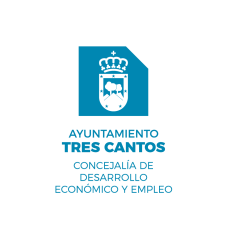 AYUNTAMIENTO
TRES CANTOS
CONCEJALÍA DE
DESARROLLO
ECONÓMICO Y EMPLEO